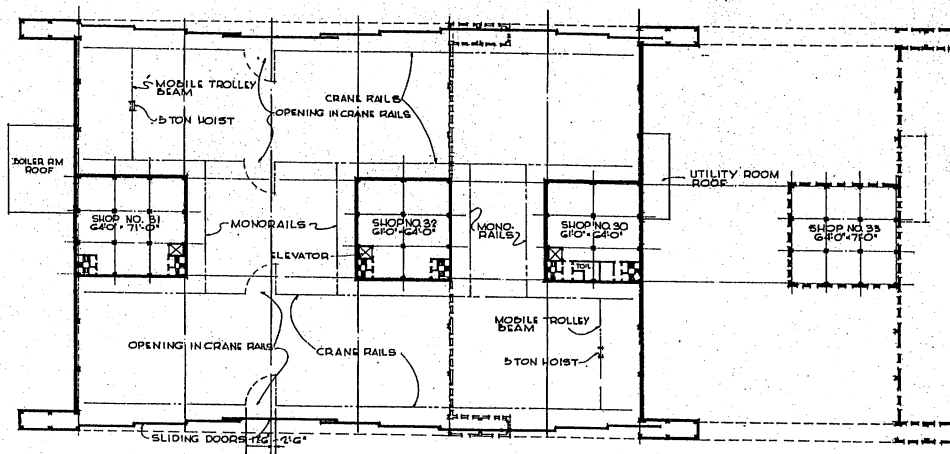 MOBILE TROLLEY
BEAM
5 TON HOIST
CRANE RAILS
OPENING IN CRANE RAILS
BOILER RM
ROOF
UTILITY ROOM
ROOF
SHOP NO. 31
64'-0" × 71'-0"
MONORAILS
SHOP NO. 32
61'-0" × 64'-0"
MONO-
RAILS
SHOP NO. 30
61'-0" × 64'-0"
SHOP NO. 33
64'-0" × 71'-0"
ELEVATOR
MOBILE TROLLEY
BEAM
OPENING IN CRANE RAILS
CRANE RAILS
5 TON HOIST
SLIDING DOORS